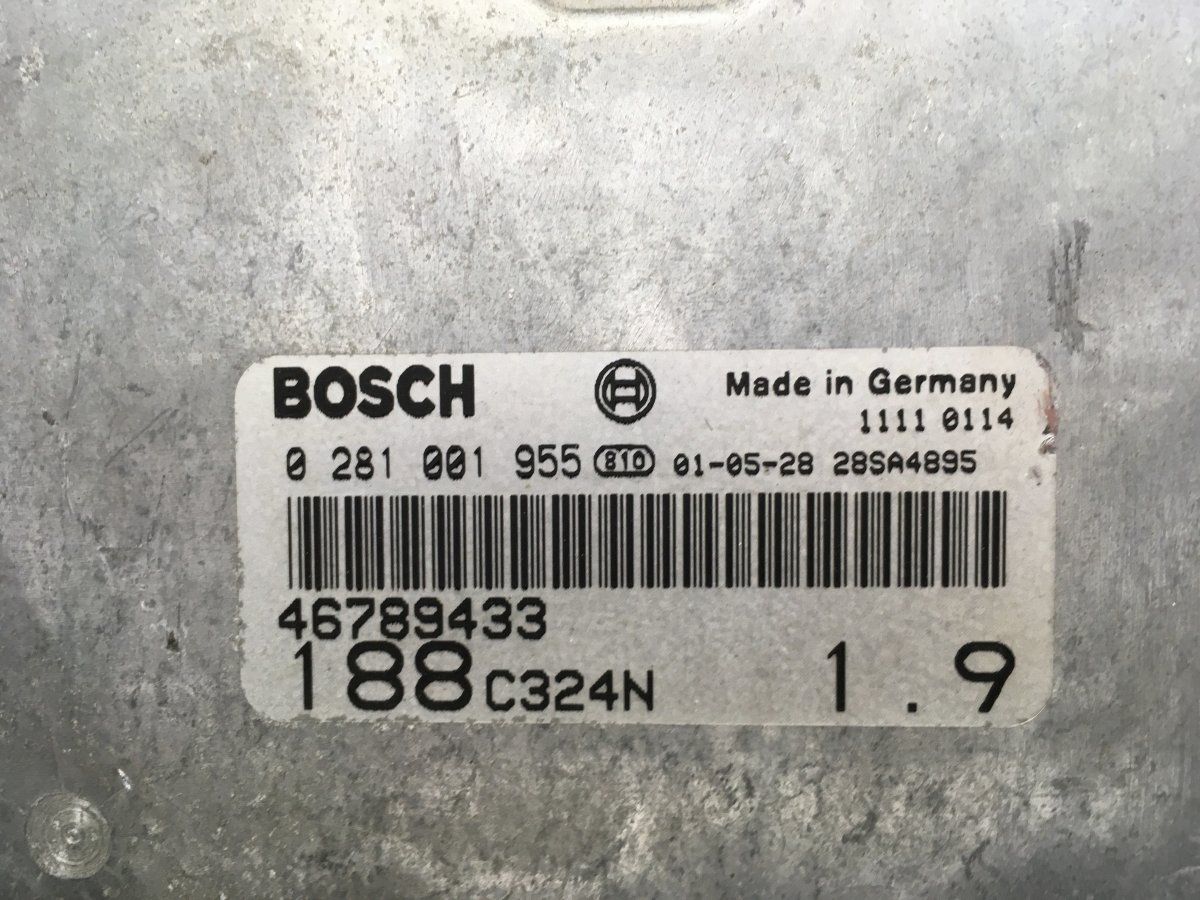 BOSCH Made in Germany
1111 0114
0 281 001 955 810 01-05-28 28SA4895
46789433
188 C324N 1.9